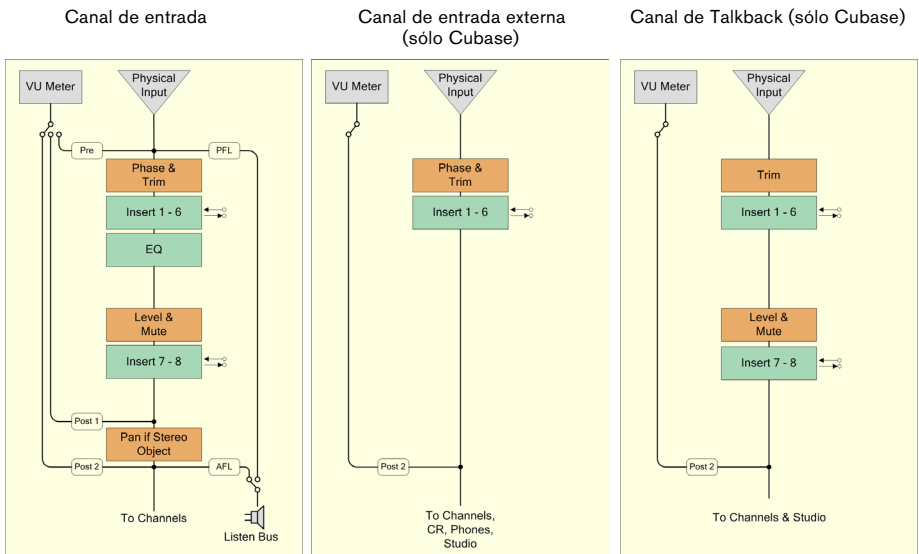 Canal de entrada
VU Meter
Physical
Input
Pre
PFL
Phase &
Trim
Insert 1 - 6
EQ
Level &
Mute
Insert 7 - 8
Post 1
Pan if Stereo
Object
Post 2
AFL
To Channels
Listen Bus
Canal de entrada externa
(sólo Cubase)
VU Meter
Physical
Input
Phase &
Trim
Insert 1 - 6
Post 2
To Channels,
CR, Phones,
Studio
Canal de Talkback (sólo Cubase)
VU Meter
Physical
Input
Trim
Insert 1 - 6
Level &
Mute
Insert 7 - 8
Post 2
To Channels & Studio